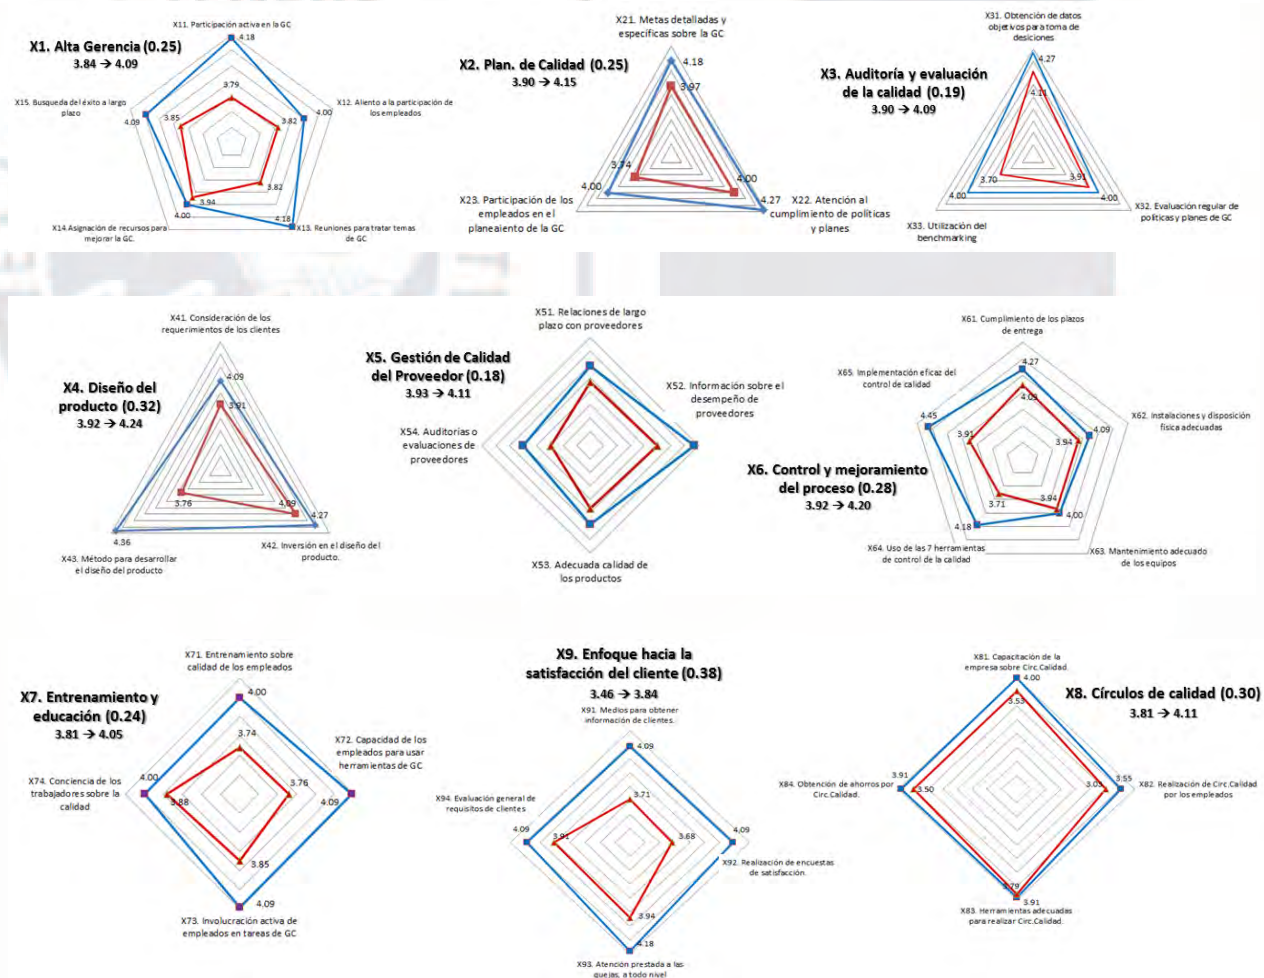 X11. Participación activa en la GC
4.18
X1. Alta Gerencia (0.25)
3.84 → 4.09
3.79
X15. Busqueda del éxito a largo
plazo
4.09
3.85
X12. Aliento a la participación de
los empleados
4.00
3.82
3.82
3.94
4.00
4.18
X14.Asignación de recursos para
mejorar la GC.
X13. Reuniones para tratar temas
de GC
X21. Metas detalladas y
específicas sobre la GC
X2. Plan. de Calidad (0.25)
3.90 → 4.15
4.18
3.97
3.74
4.00
4.00
4.27
X23. Participación de los
empleados en el
planeaiento de la GC
X22. Atención al
cumplimiento de políticas
y planes
X31. Obtención de datos
objetivos para toma de
desiciones
X3. Auditoría y evaluación
de la calidad (0.19)
3.90 → 4.09
4.27
4.11
3.70
3.91
4.00
4.00
X33. Utilización del
benchmarking
X32. Evaluación regular de
políticas y planes de GC
X41. Consideración de los
requerimientos de los clientes
X4. Diseño del
producto (0.32)
3.92 → 4.24
4.09
3.91
3.76
4.09
4.27
4.36
X43. Método para desarrollar
el diseño del producto
X42. Inversión en el diseño del
producto.
X51. Relaciones de largo
plazo con proveedores
X5. Gestión de Calidad
del Proveedor (0.18)
3.93 → 4.11
X52. Información sobre el
desempeño de
proveedores
X54. Auditorías o
evaluaciones de
proveedores
X53. Adecuada calidad de
los productos
X61. Cumplimiento de los plazos
de entrega
4.27
4.09
X65. Implementación eficaz del
control de calidad
4.45
3.91
X62. Instalaciones y disposición
física adecuadas
4.09
3.94
X6. Control y mejoramiento
del proceso (0.28)
3.92 → 4.20
3.71
3.94
4.18
4.00
X64. Uso de las 7 herramientas
de control de la calidad
X63. Mantenimiento adecuado
de los equipos
X71. Entrenamiento sobre
calidad de los empleados
X7. Entrenamiento y
educación (0.24)
3.81 → 4.05
4.00
3.74
X72. Capacidad de los
empleados para usar
herramientas de GC
3.76
4.09
X74. Conciencia de los
trabajadores sobre la
calidad
4.00
3.88
3.85
4.09
X73. Involucración activa de
empleados en tareas de GC
X9. Enfoque hacia la
satisfacción del cliente (0.38)
3.46 → 3.84
X91. Medios para obtener
información de clientes.
4.09
3.71
X94. Evaluación general de
requisitos de clientes
4.09
3.91
3.68
4.09
X92. Realización de encuestas
de satisfacción.
3.94
4.18
X93. Atención prestada a las
quejas, a todo nivel
X81. Capacitación de la
empresa sobre Circ.Calidad.
4.00
3.53
X8. Círculos de calidad (0.30)
3.81 → 4.11
X84. Obtención de ahorros por
Circ.Calidad.
3.91
3.50
3.03
3.55
X82. Realización de Circ.Calidad
por los empleados
3.79
3.91
X83. Herramientas adecuadas
para realizar Circ.Calidad.